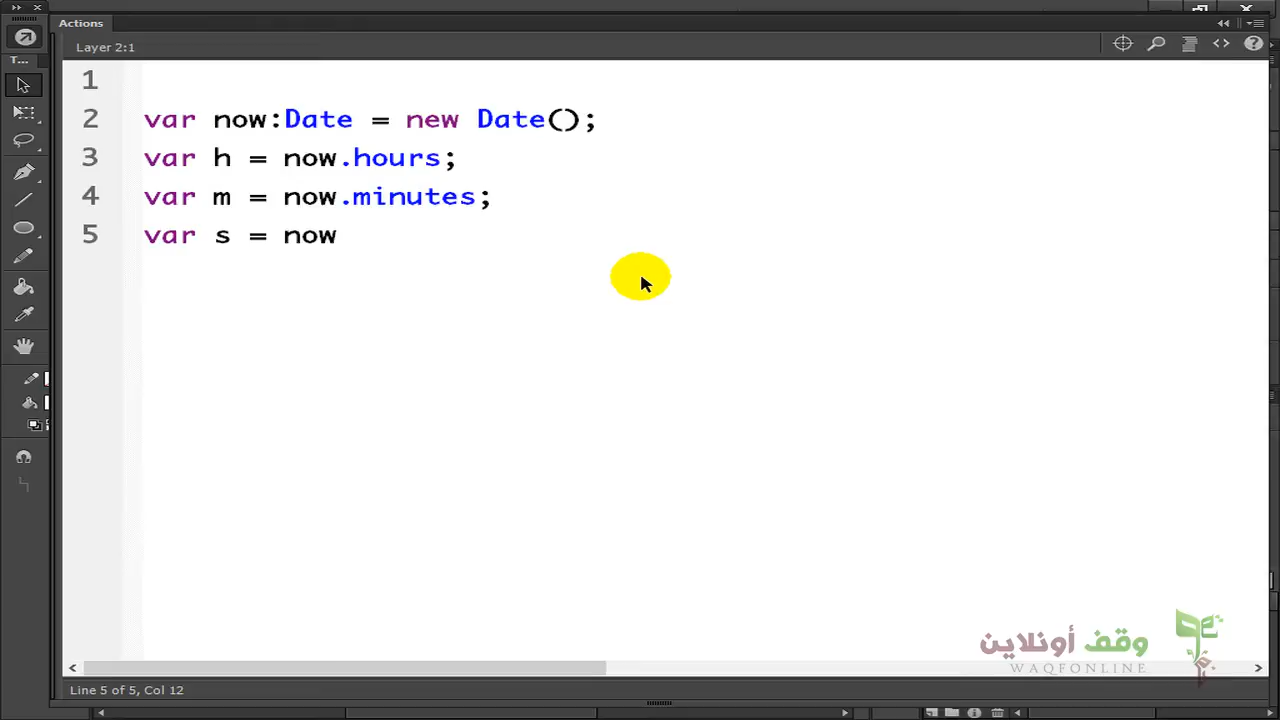 Actions
Layer 2:1
T...
1
2 var now:Date = new Date();
3 var h = now.hours;
4 var m = now.minutes;
5 var s = now
وقف أونلاين
WAQFONLINE
Line 5 of 5, Col 12